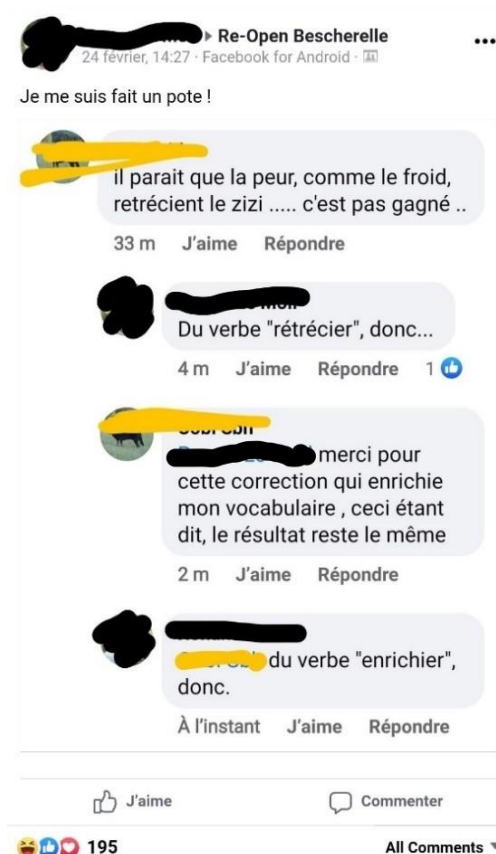 Re-Open Bescherelle
24 février, 14:27 · Facebook for Android ·
Je me suis fait un pote !
il parait que la peur, comme le froid,
retrécient le zizi ..... c'est pas gagné ..
33 m J'aime Répondre
Du verbe "rétrécier", donc...
4 m J'aime Répondre 1
merci pour
cette correction qui enrichie
mon vocabulaire , ceci étant
dit, le résultat reste le même
2 m J'aime Répondre
du verbe "enrichier",
donc.
À l'instant J'aime Répondre
J'aime Commenter
195 All Comments